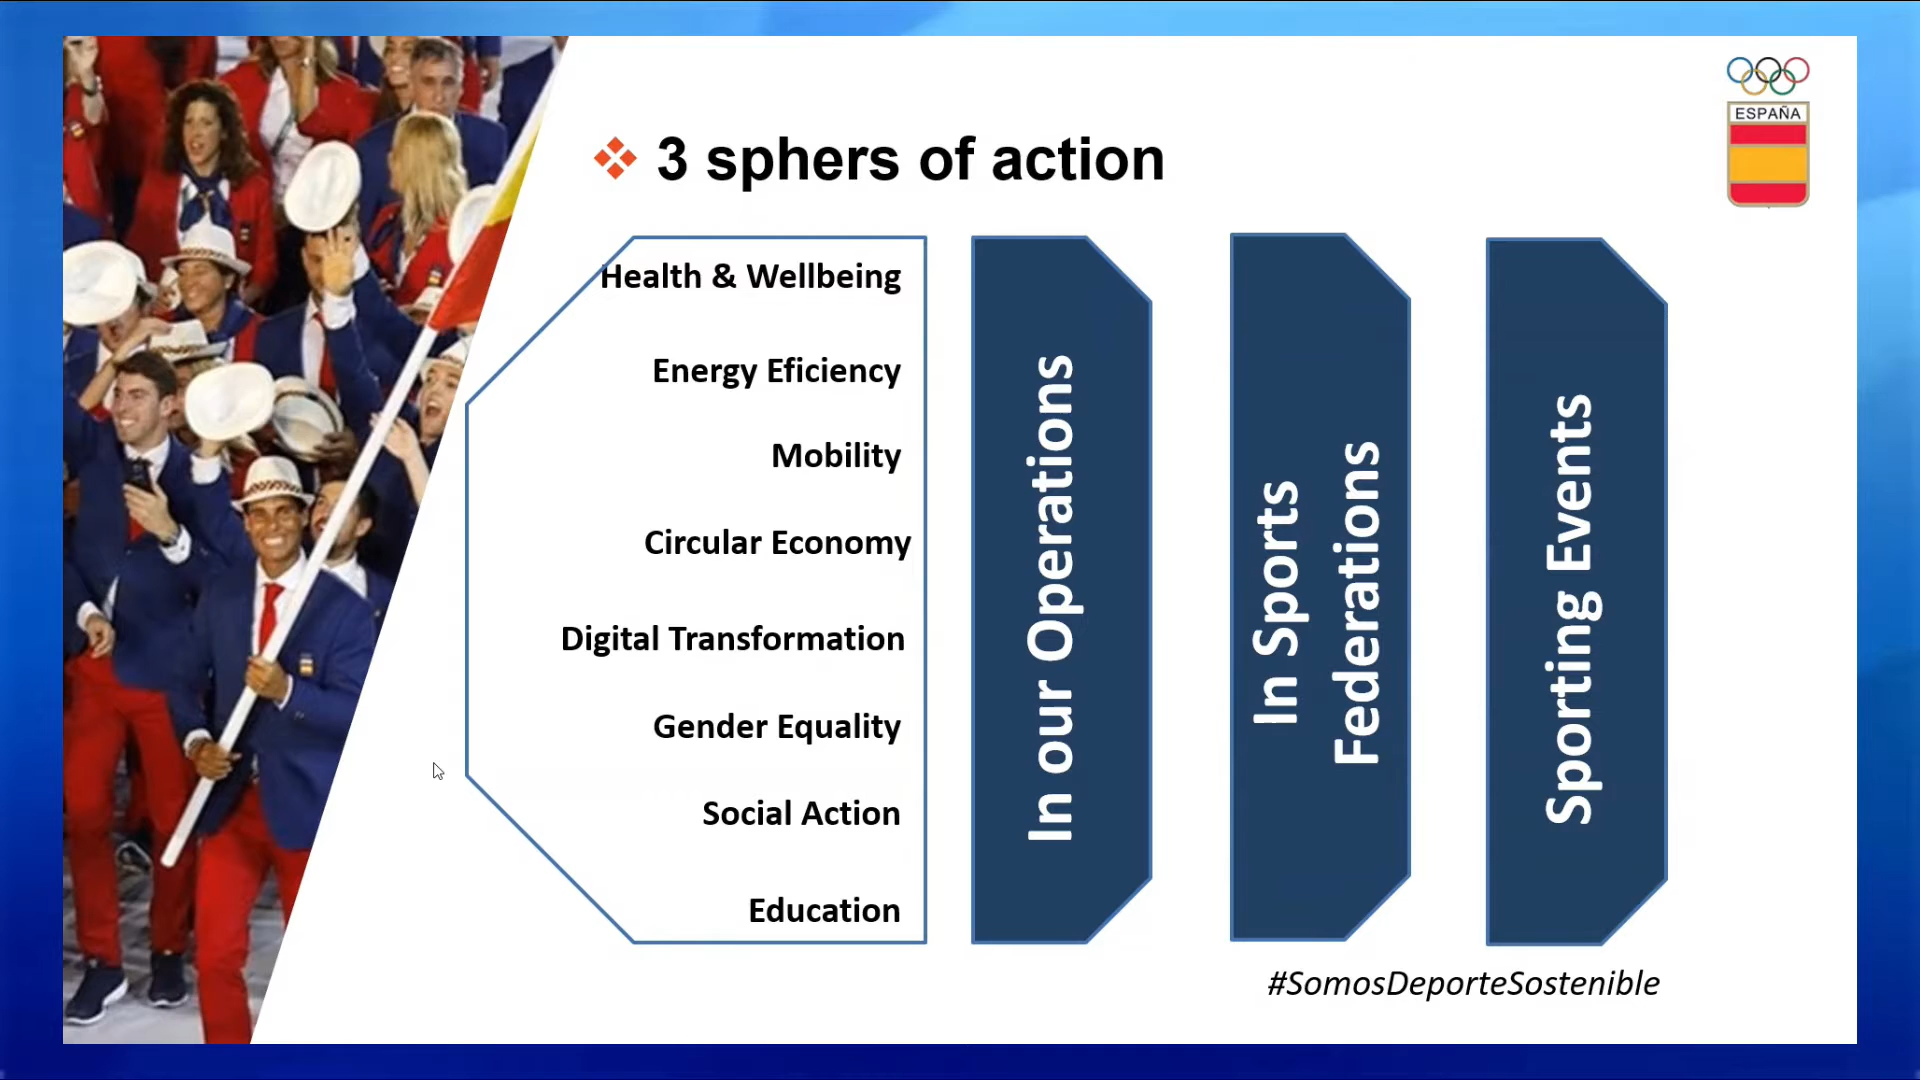 ESPAÑA
3 sphers of action
Health & Wellbeing
Energy Eficiency
Mobility
Circular Economy
Digital Transformation
Gender Equality
Social Action
Education
In our Operations
In Sports
Federations
Sporting Events
#SomosDeporteSostenible